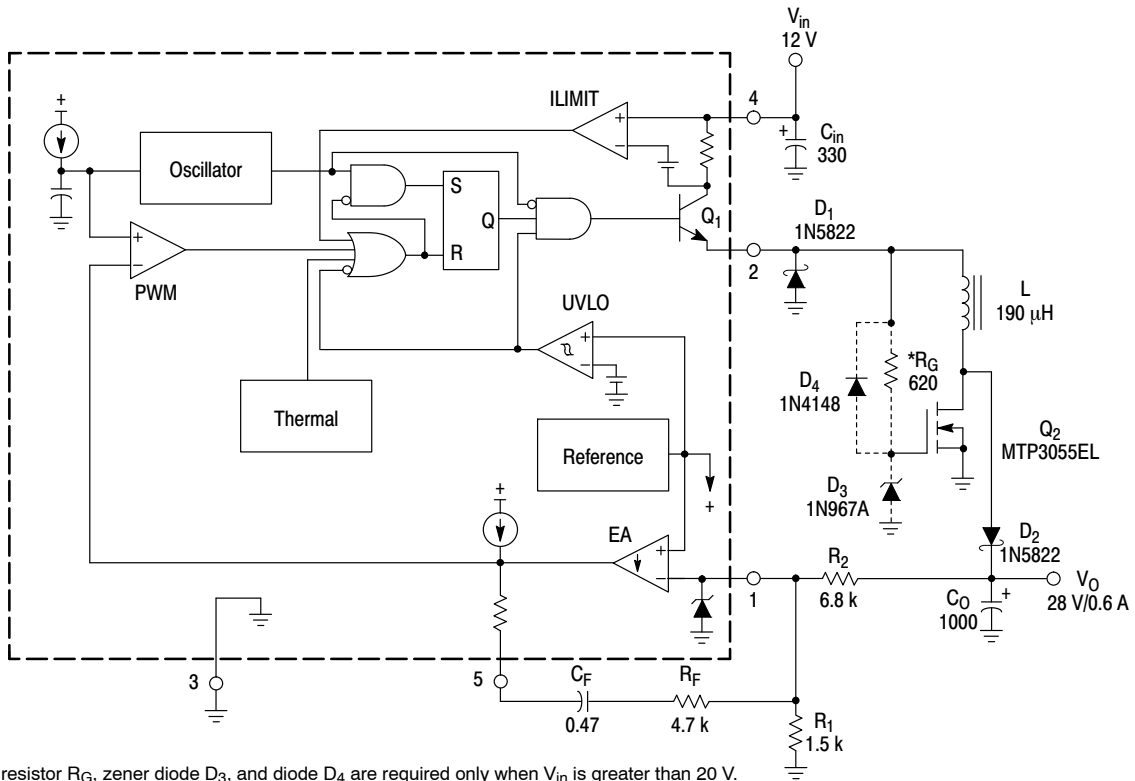 Vin
12 V
4
ILIMIT
+
−
+
Cin
330
+
Oscillator
S
Q
R
Q1
D1
1N5822
2
+
−
PWM
L
190 μH
UVLO
+
−
*RG
620
D4
1N4148
Thermal
Q2
MTP3055EL
Reference
D3
1N967A
+
+
EA
+
−
D2
1N5822
R2
6.8 k
1
VO
28 V/0.6 A
CO
1000
+
3
5
CF
0.47
RF
4.7 k
R1
1.5 k
resistor RG, zener diode D3, and diode D4 are required only when Vin is greater than 20 V.